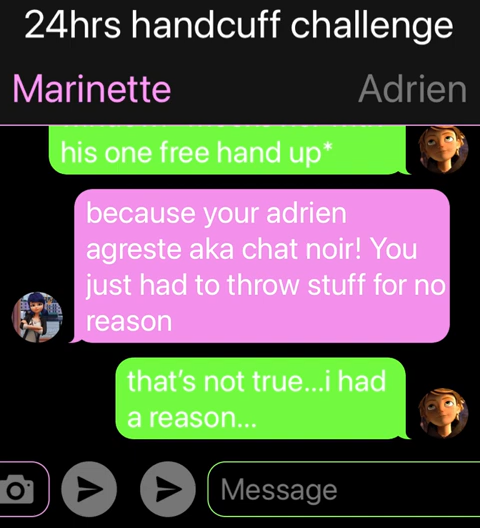 24hrs handcuff challenge
Marinette Adrien
his one free hand up*
because your adrien
agreste aka chat noir! You
just had to throw stuff for no
reason
that's not true...i had
a reason...
Message